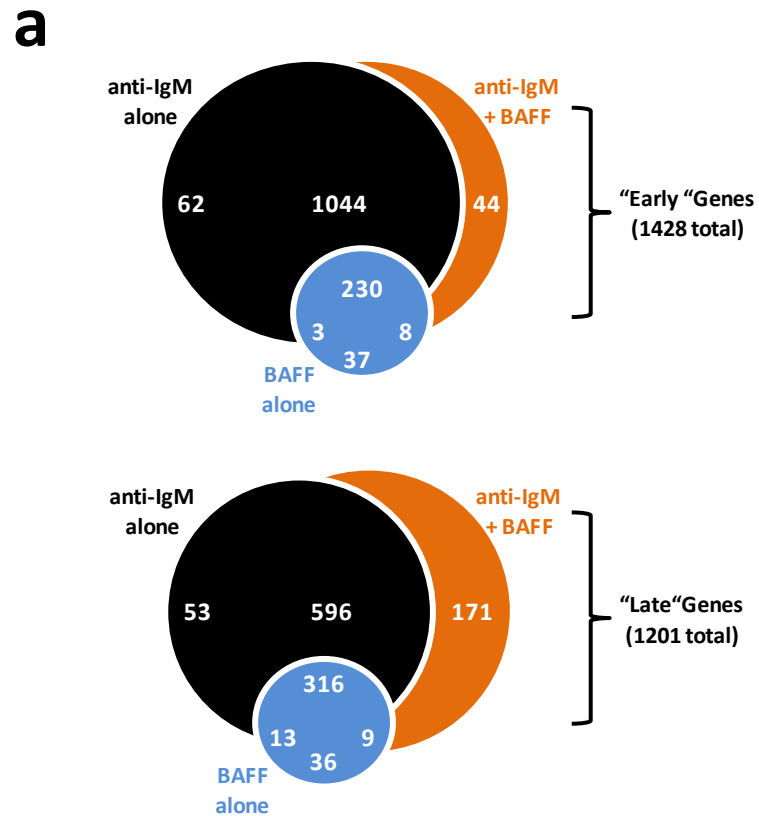 a
anti-IgM
alone
anti-IgM
+ BAFF
62
1044
44
“Early “Genes
(1428 total)
230
3
8
37
BAFF
alone
anti-IgM
alone
anti-IgM
+ BAFF
53
596
171
“Late“Genes
(1201 total)
316
13
9
36
BAFF
alone